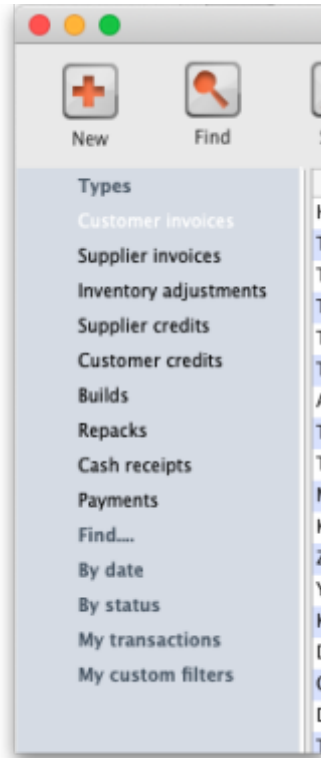 New
Find
Types
Customer invoices
Supplier invoices
Inventory adjustments
Supplier credits
Customer credits
Builds
Repacks
Cash receipts
Payments
Find....
By date
By status
My transactions
My custom filters